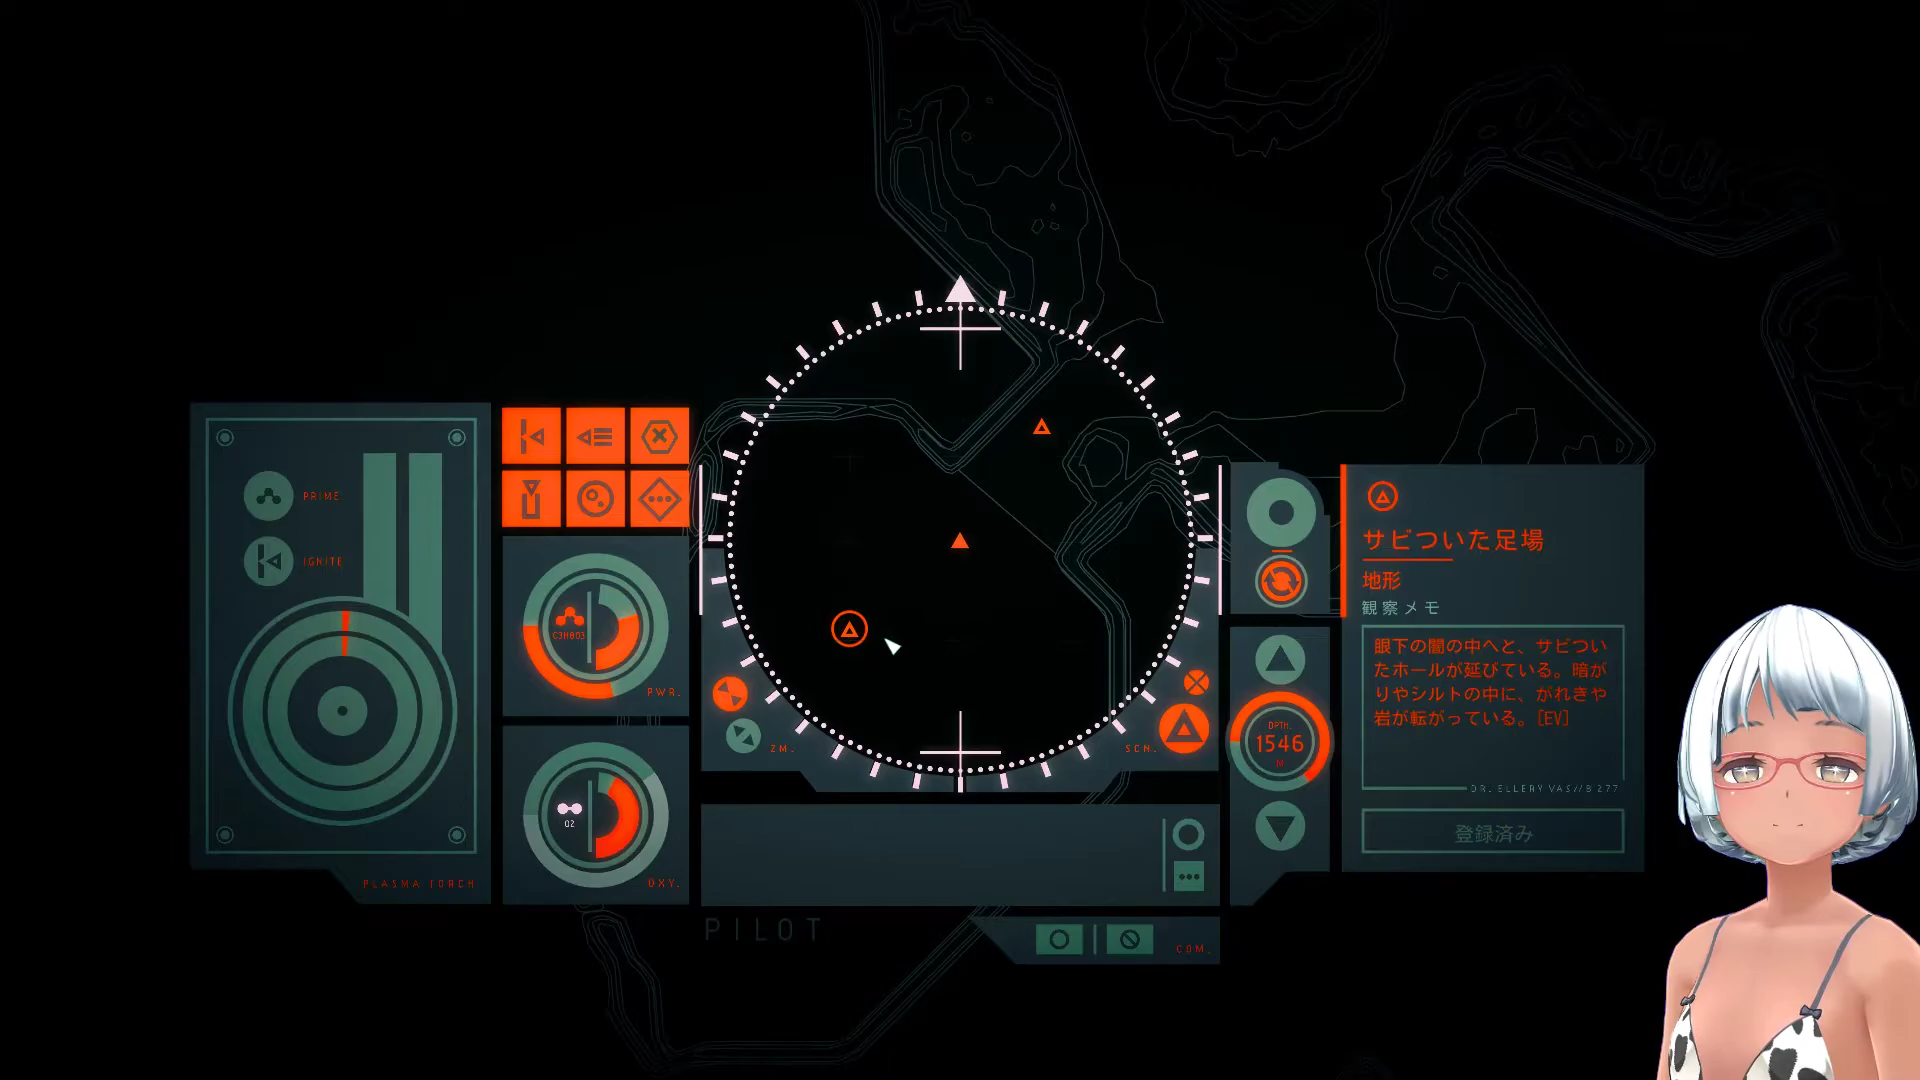 PRIME
IGNITE
PLASMA TORCH
C3H803
PWR.
O2
OXY.
ZM.
SCN.
PILOT
COM.
DPTH.
1546
M
サビついた足場
地形
観察メモ
眼下の闇の中へと、サビつい
たホールが延びている。暗が
りやシルトの中に、がれきや
岩が転がっている。[EV]
DR. ELLERY VAS//8.277
登録済み